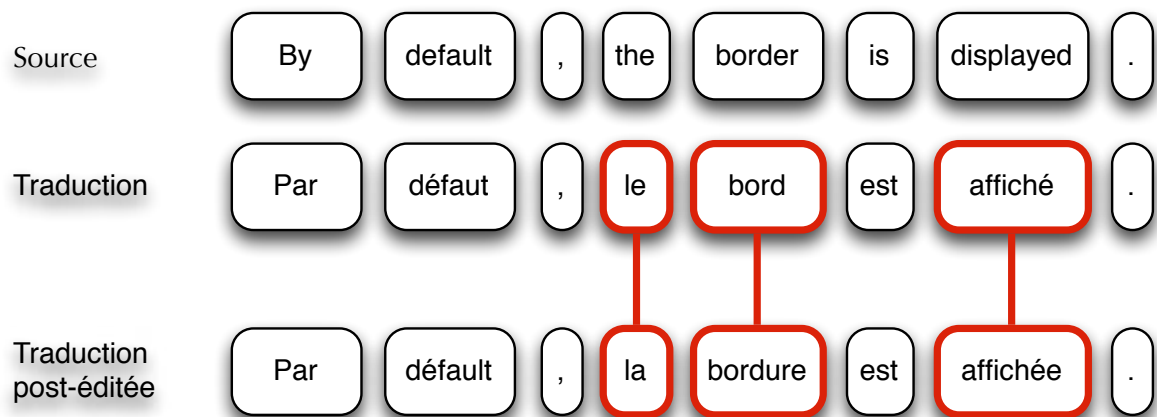 Source By default , the border is displayed .
Traduction Par défaut , le bord est affiché .
Traduction
post-éditée Par défault , la bordure est affichée .